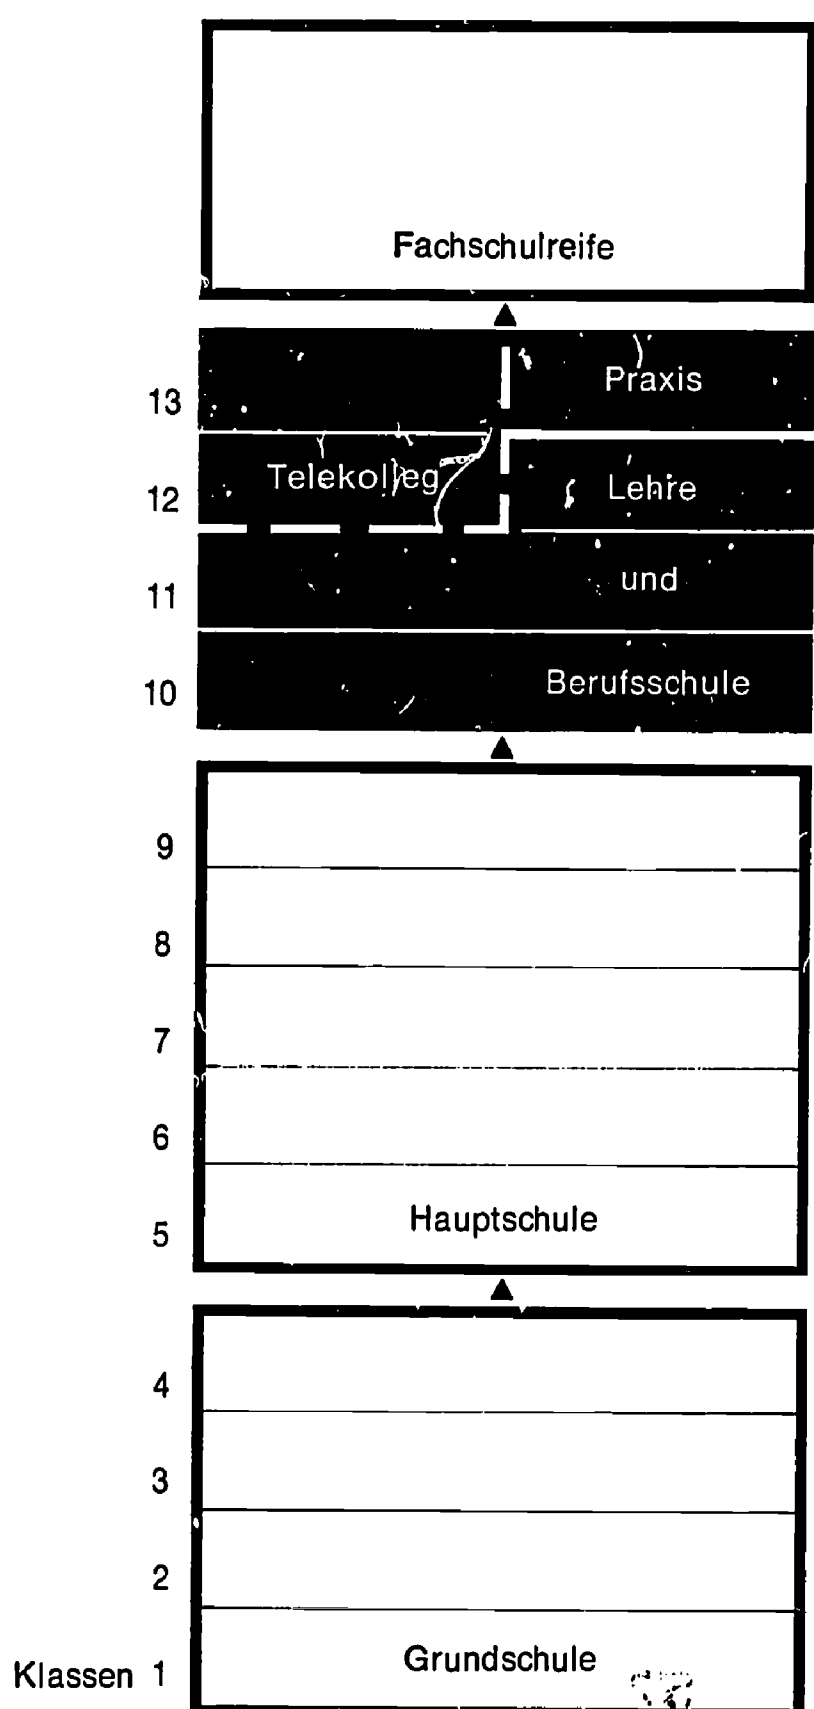 Fachschulreife
13 Praxis
12 Telekolleg Lehre
11 und
10 Berufsschule
9
8
7
6
5 Hauptschule
4
3
2
Klassen 1 Grundschule